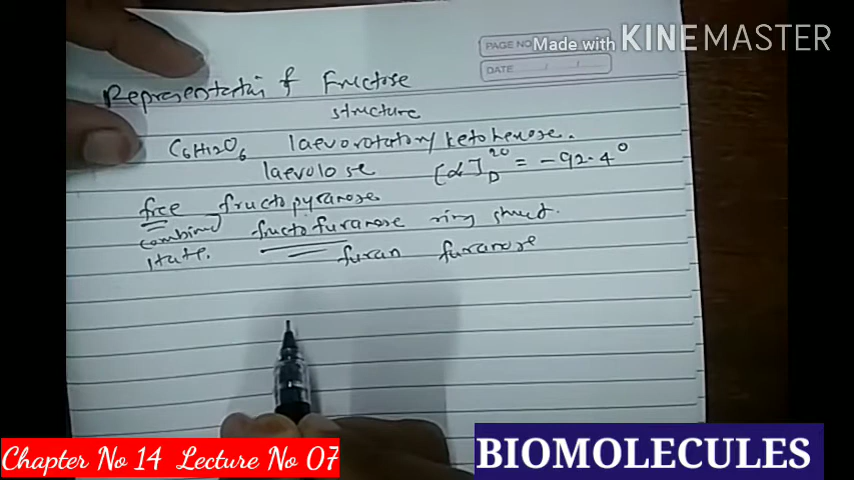 PAGE NO
Made with KINEMASTER
DATE / /
Representation of Fructose
structure
C6H12O6 laevorotatory ketohexose.
laevolose [α]D20 = -92.4°
free fructopyranose
combined fructofuranose ring struct.
state. furan furanose
Chapter No 14 Lecture No 07
BIOMOLECULES